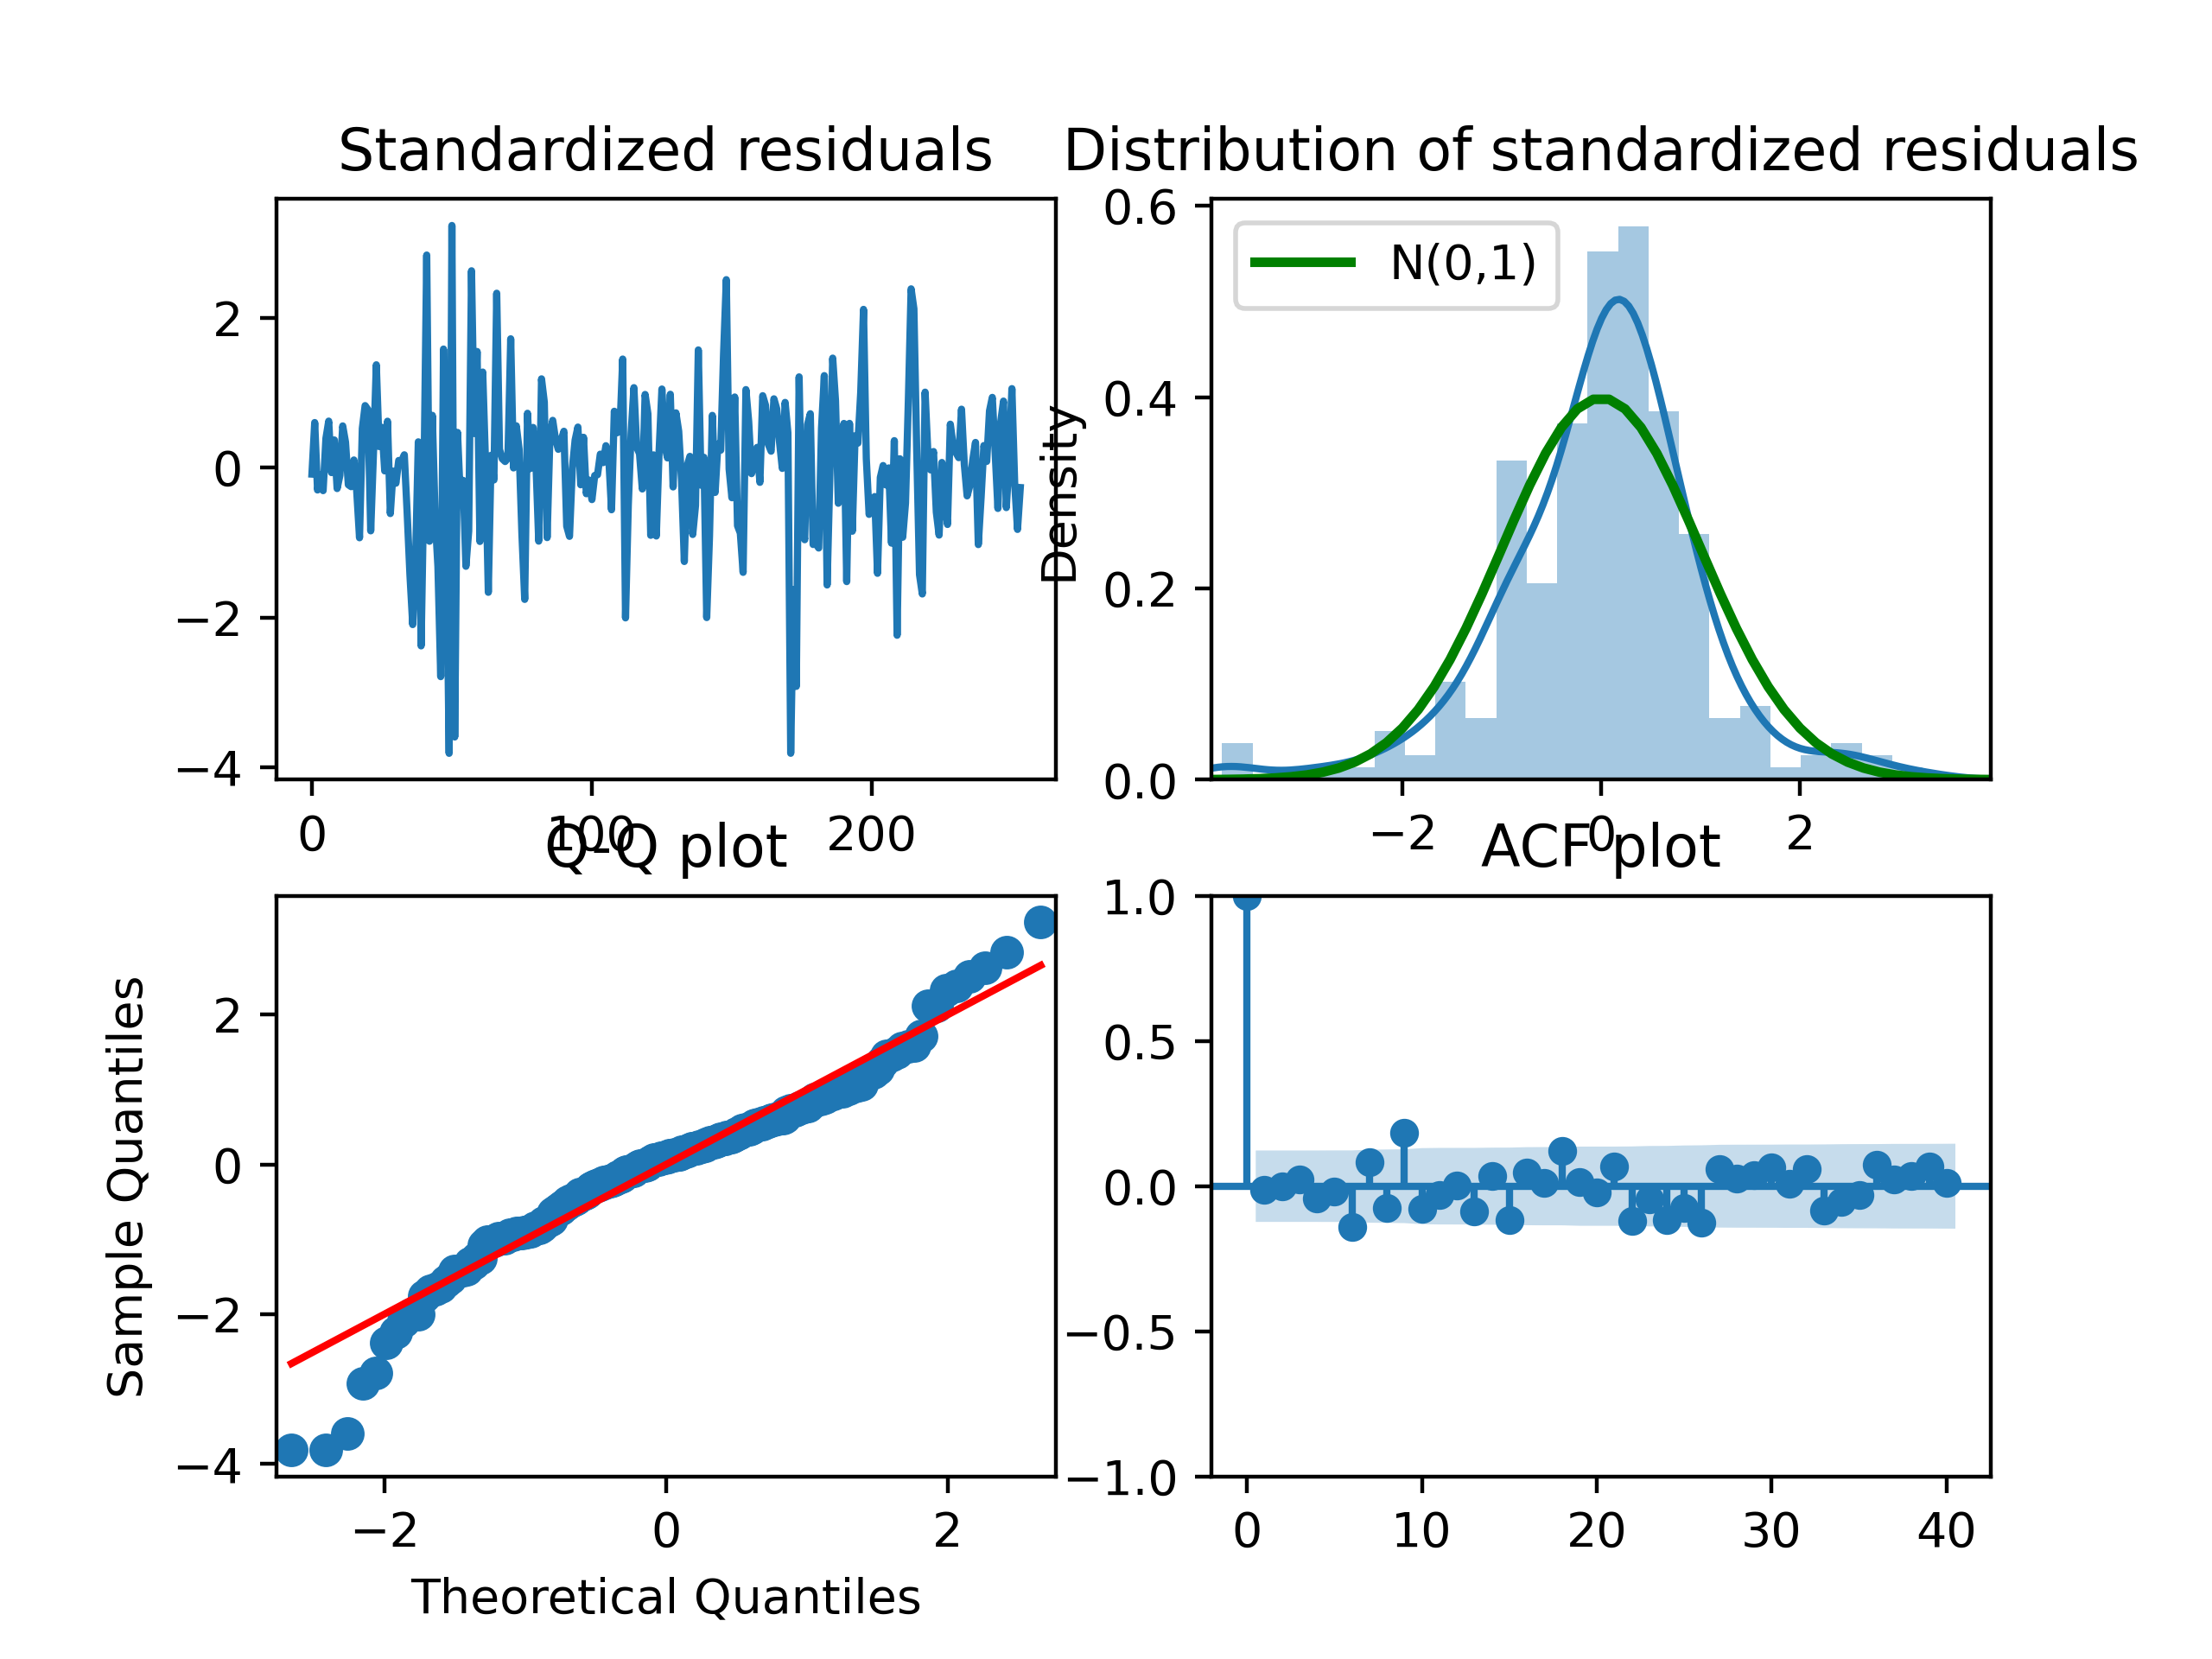 Standardized residuals
2
0
−2
−4
0 100 200
Distribution of standardized residuals
N(0,1)
Density
0.6
0.4
0.2
0.0
−2 0 2
Q-Q plot
Sample Quantiles
2
0
−2
−4
−2 0 2
Theoretical Quantiles
ACF plot
1.0
0.5
0.0
−0.5
−1.0
0 10 20 30 40